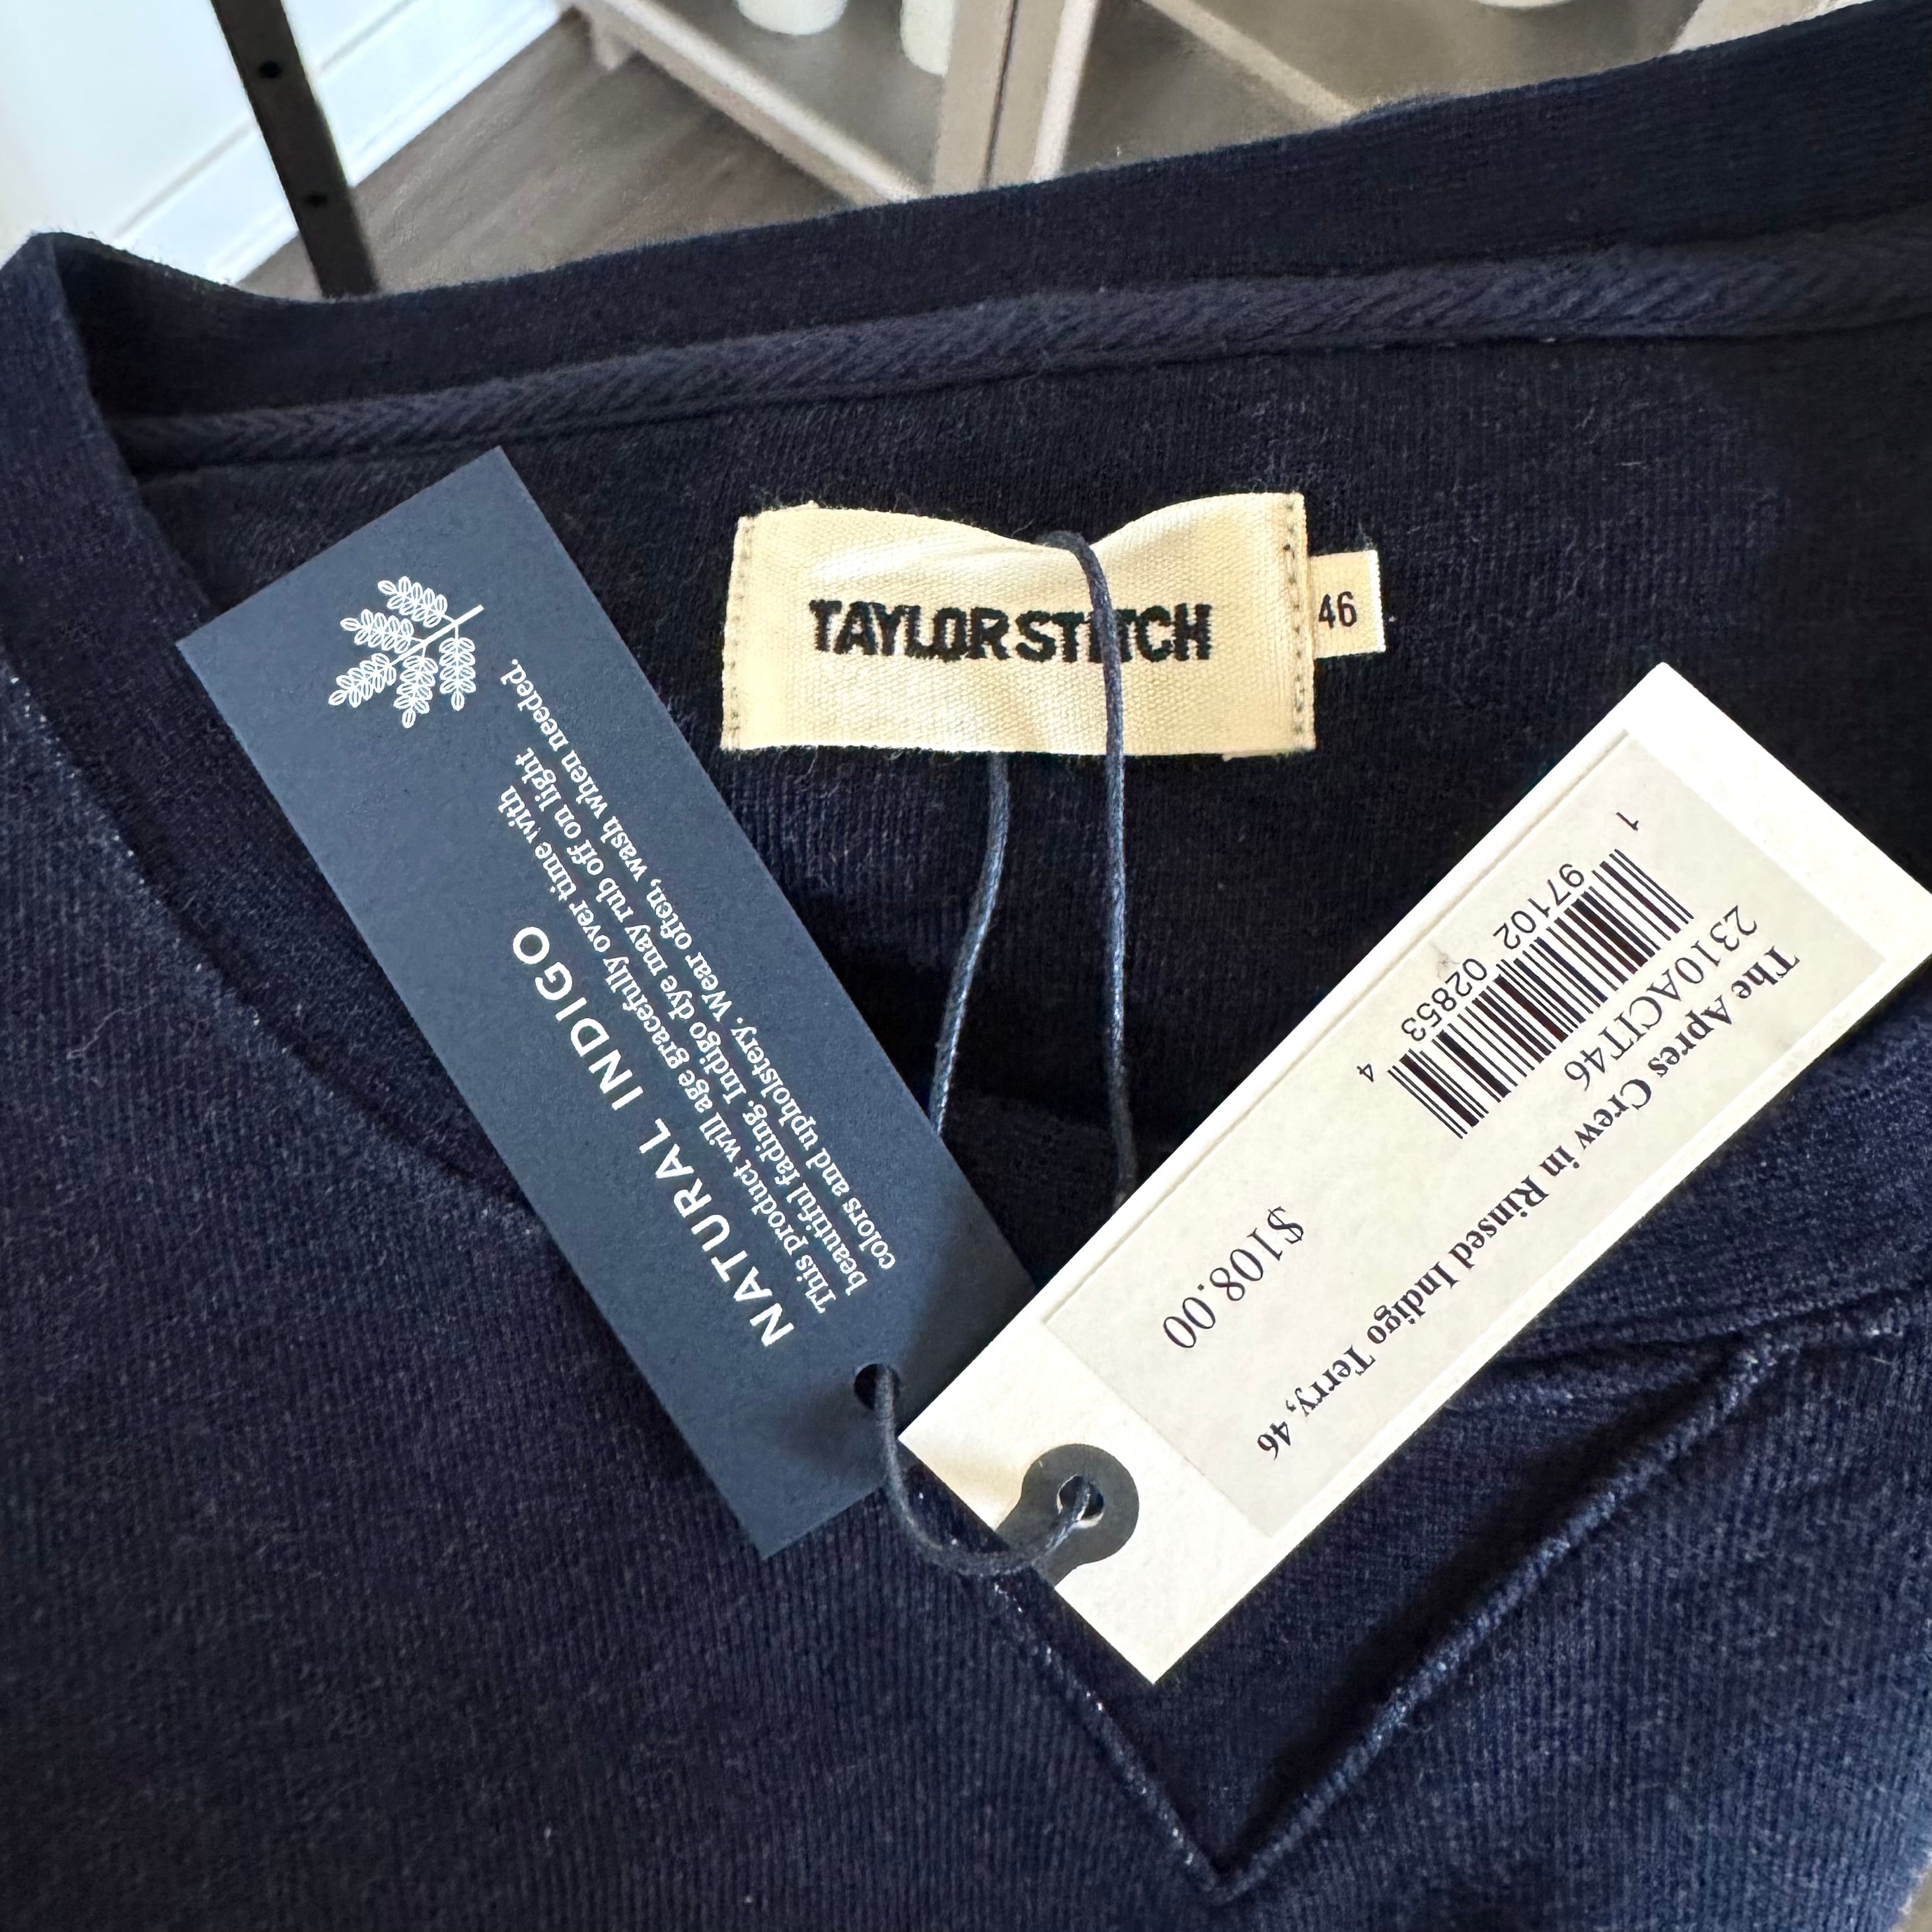 TAYLOR STITCH
46
NATURAL INDIGO
This product will age gracefully over time with
beautiful fading. Indigo dye may rub off on light
colors and upholstery. Wear often, wash when needed.
The Apres Crew in Rinsed Indigo Terry, 46
2310ACIT46
1 97102 02853 4
$108.00